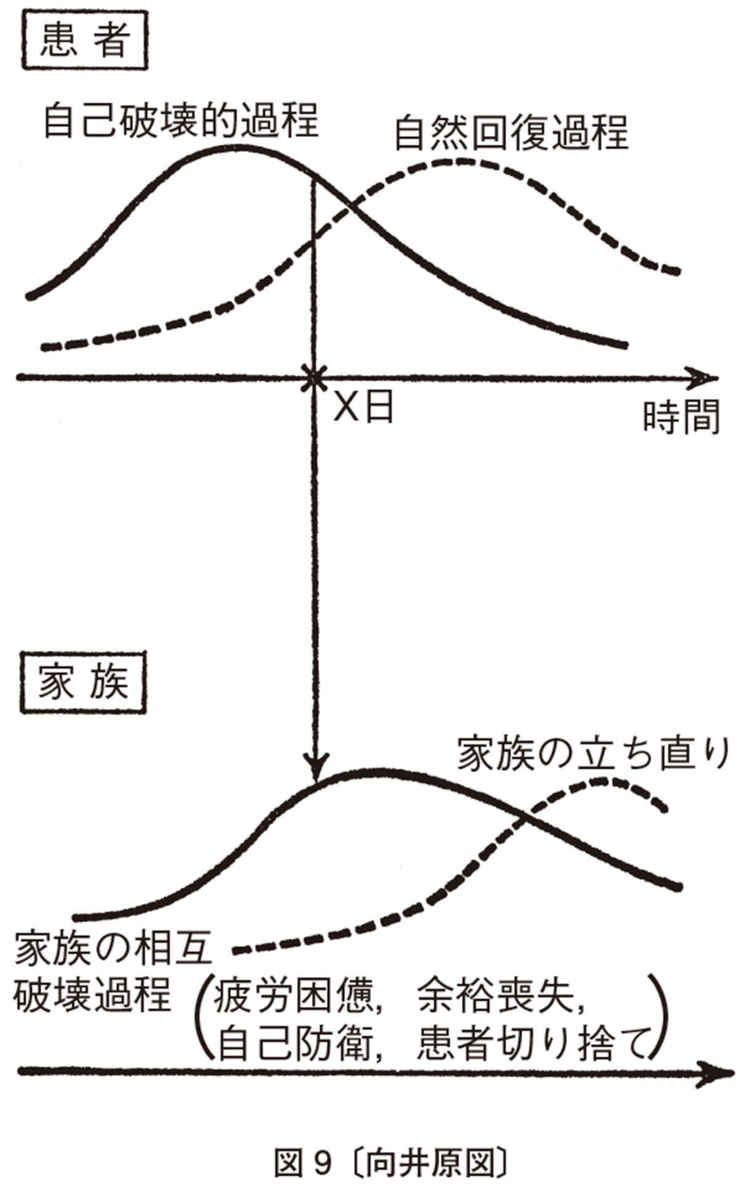 患者
自己破壊的過程
自然回復過程
X日
時間
家族
家族の立ち直り
家族の相互
破壊過程
(疲労困憊,余裕喪失,
自己防衛,患者切り捨て)
図9〔向井原図〕